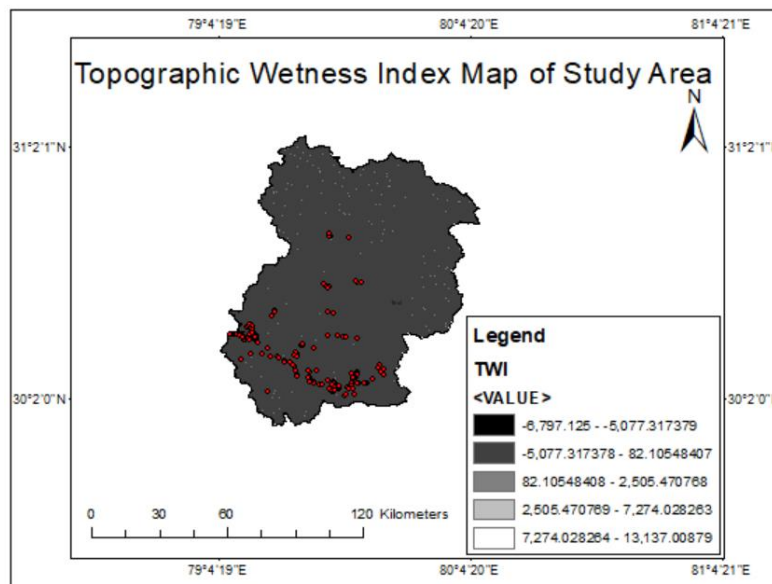 79°4'19"E
80°4'20"E
81°4'21"E
Topographic Wetness Index Map of Study Area
N
31°2'1"N
31°2'1"N
Legend
TWI
<VALUE>
-6,797.125 - -5,077.317379
-5,077.317378 - 82.10548407
82.10548408 - 2,505.470768
2,505.470769 - 7,274.028263
7,274.028264 - 13,137.00879
30°2'0"N
30°2'0"N
0 30 60 120 Kilometers
79°4'19"E
80°4'20"E
81°4'21"E